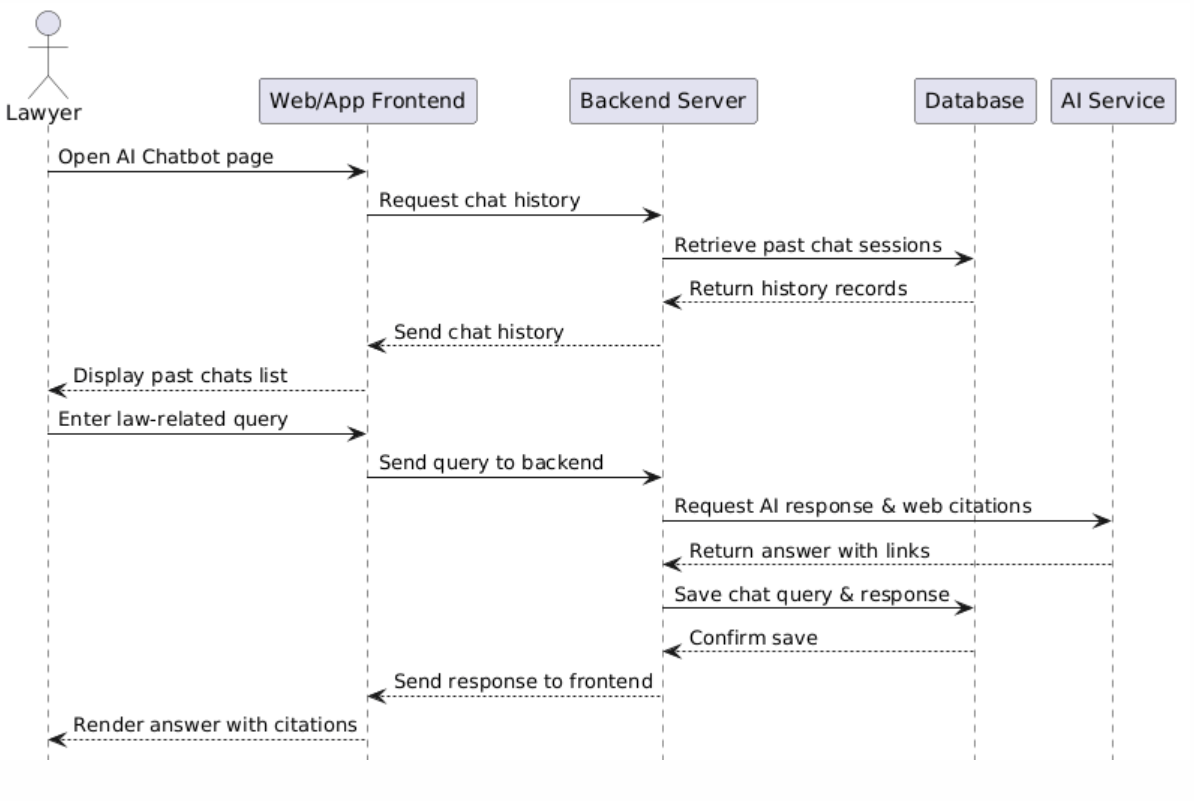 Lawyer
Web/App Frontend
Backend Server
Database
AI Service
Open AI Chatbot page
Request chat history
Retrieve past chat sessions
Return history records
Send chat history
Display past chats list
Enter law-related query
Send query to backend
Request AI response & web citations
Return answer with links
Save chat query & response
Confirm save
Send response to frontend
Render answer with citations